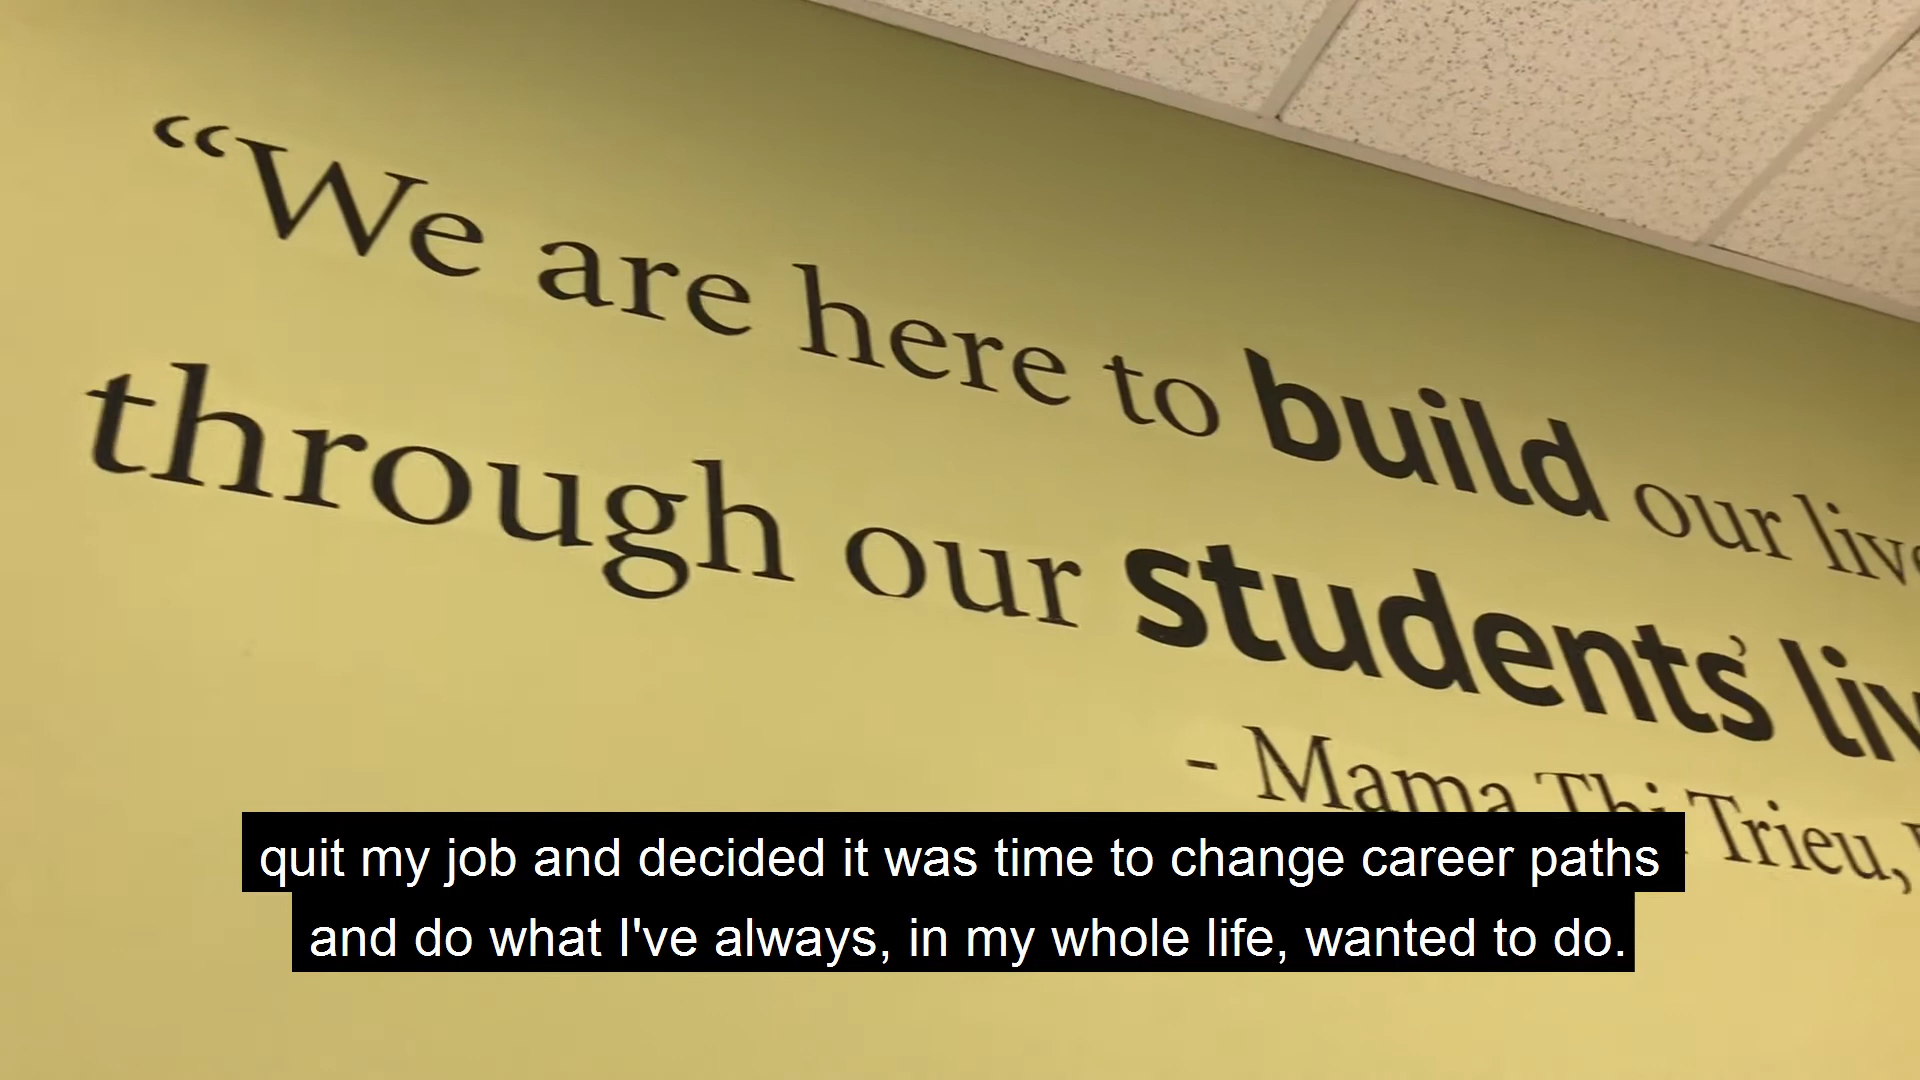 “We are here to build our live
through our students' liv
- Mama Thi Trieu,
quit my job and decided it was time to change career paths
and do what I've always, in my whole life, wanted to do.